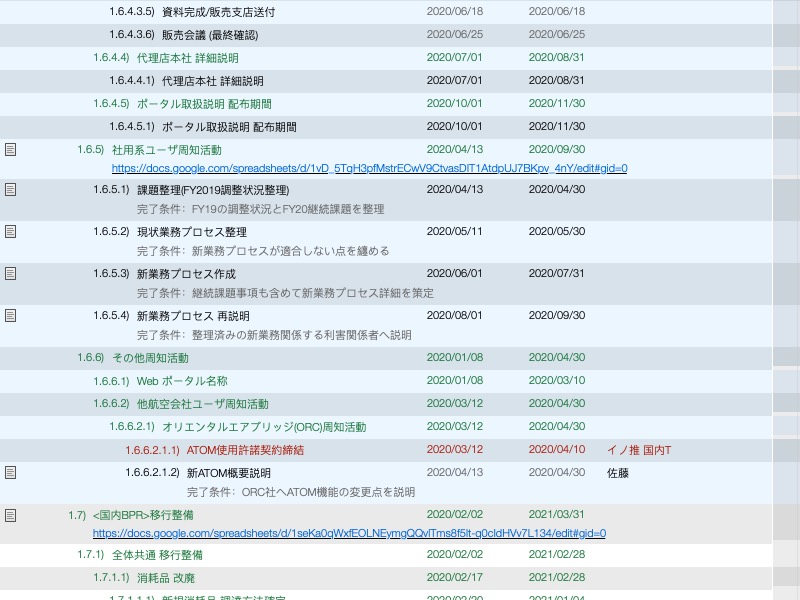 1.6.4.3.5) 資料完成/販売支店送付 2020/06/18 2020/06/18
1.6.4.3.6) 販売会議 (最終確認) 2020/06/25 2020/06/25
1.6.4.4) 代理店本社 詳細説明 2020/07/01 2020/08/31
1.6.4.4.1) 代理店本社 詳細説明 2020/07/01 2020/08/31
1.6.4.5) ポータル取扱説明 配布期間 2020/10/01 2020/11/30
1.6.4.5.1) ポータル取扱説明 配布期間 2020/10/01 2020/11/30
1.6.5) 社用系ユーザ周知活動 2020/04/13 2020/09/30
https://docs.google.com/spreadsheets/d/1vD_5TqH3pfMstrECwV9CtvasDlT1AtdpUJ7BKpv_4nY/edit#gid=0
1.6.5.1) 課題整理(FY2019調整状況整理) 2020/04/13 2020/04/30
完了条件: FY19の調整状況とFY20継続課題を整理
1.6.5.2) 現状業務プロセス整理 2020/05/11 2020/05/30
完了条件: 新業務プロセスが適合しない点を纏める
1.6.5.3) 新業務プロセス作成 2020/06/01 2020/07/31
完了条件: 継続課題事項も含めて新業務プロセス詳細を策定
1.6.5.4) 新業務プロセス 再説明 2020/08/01 2020/09/30
完了条件: 整理済みの新業務関係する利害関係者へ説明
1.6.6) その他周知活動 2020/01/08 2020/04/30
1.6.6.1) Web ポータル名称 2020/01/08 2020/03/10
1.6.6.2) 他航空会社ユーザ周知活動 2020/03/12 2020/04/30
1.6.6.2.1) オリエンタルエアブリッジ(ORC)周知活動 2020/03/12 2020/04/30
1.6.6.2.1.1) ATOM使用許諾契約締結 2020/03/12 2020/04/10 イノ推 国内T
1.6.6.2.1.2) 新ATOM概要説明 2020/04/13 2020/04/30 佐藤
完了条件: ORC社へATOM機能の変更点を説明
1.7) <国内BPR>移行整備 2020/02/02 2021/03/31
https://docs.google.com/spreadsheets/d/1seKa0qWxfEOLNEymgQQvlTms8f5lt-q0cIdHVv7L134/edit#gid=0
1.7.1) 全体共通 移行整備 2020/02/02 2021/02/28
1.7.1.1) 消耗品 改廃 2020/02/17 2021/02/28
1.7.1.1.1) 新規消耗品 調達方法確定 2020/02/20 2021/01/04